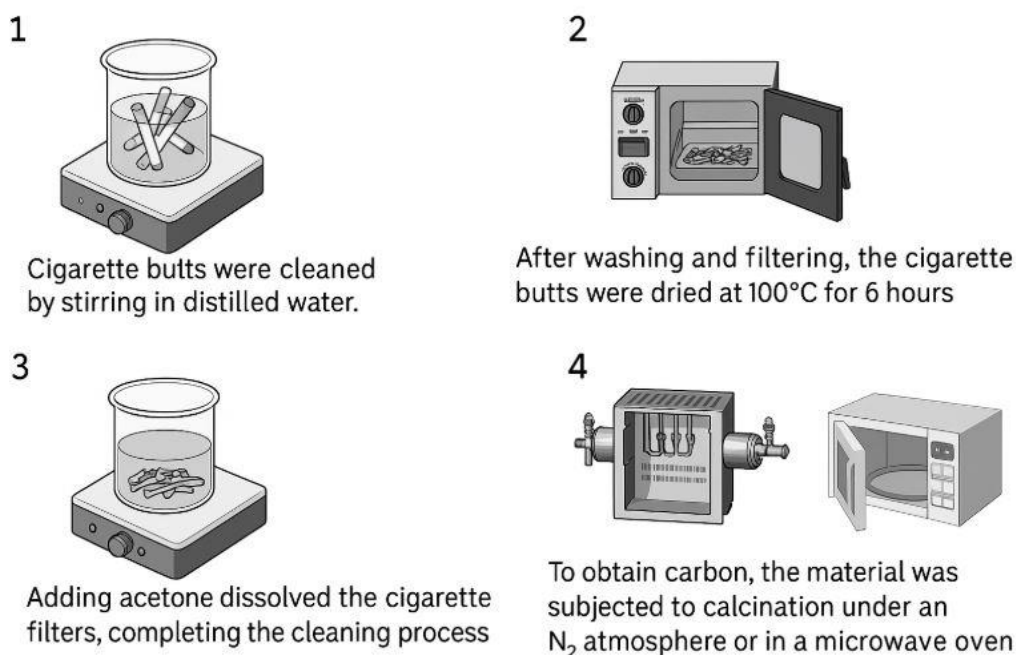 1
Cigarette butts were cleaned
by stirring in distilled water.
2
After washing and filtering, the cigarette
butts were dried at 100°C for 6 hours
3
Adding acetone dissolved the cigarette
filters, completing the cleaning process
4
To obtain carbon, the material was
subjected to calcination under an
N₂ atmosphere or in a microwave oven